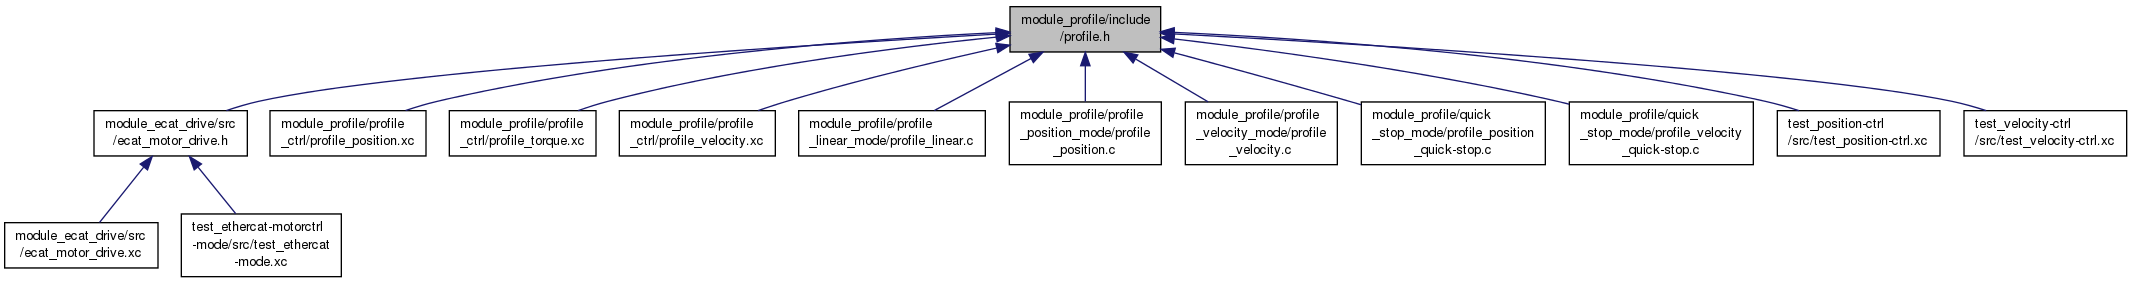 module_profile/include
/profile.h
module_ecat_drive/src
/ecat_motor_drive.h
module_profile/profile
_ctrl/profile_position.xc
module_profile/profile
_ctrl/profile_torque.xc
module_profile/profile
_ctrl/profile_velocity.xc
module_profile/profile
_linear_mode/profile_linear.c
module_profile/profile
_position_mode/profile
_position.c
module_profile/profile
_velocity_mode/profile
_velocity.c
module_profile/quick
_stop_mode/profile_position
_quick-stop.c
module_profile/quick
_stop_mode/profile_velocity
_quick-stop.c
test_position-ctrl
/src/test_position-ctrl.xc
test_velocity-ctrl
/src/test_velocity-ctrl.xc
module_ecat_drive/src
/ecat_motor_drive.xc
test_ethercat-motorctrl
-mode/src/test_ethercat
-mode.xc